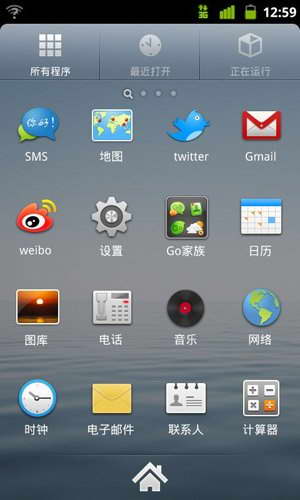 3G 12:59
所有程序 最近打开 正在运行
你好!
SMS 地图 twitter Gmail
weibo 设置 Go家族 日历
图库 电话 音乐 网络
时钟 电子邮件 联系人 计算器